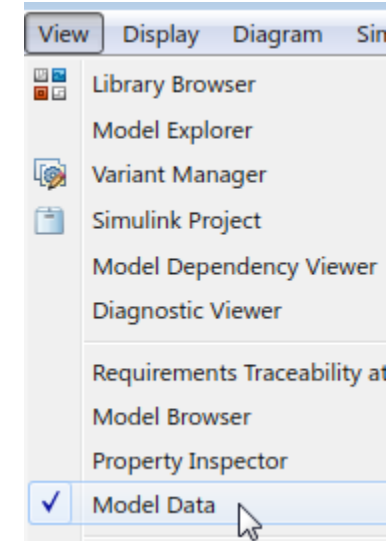 View Display Diagram
Library Browser
Model Explorer
Variant Manager
Simulink Project
Model Dependency Viewer
Diagnostic Viewer
Requirements Traceability at
Model Browser
Property Inspector
Model Data